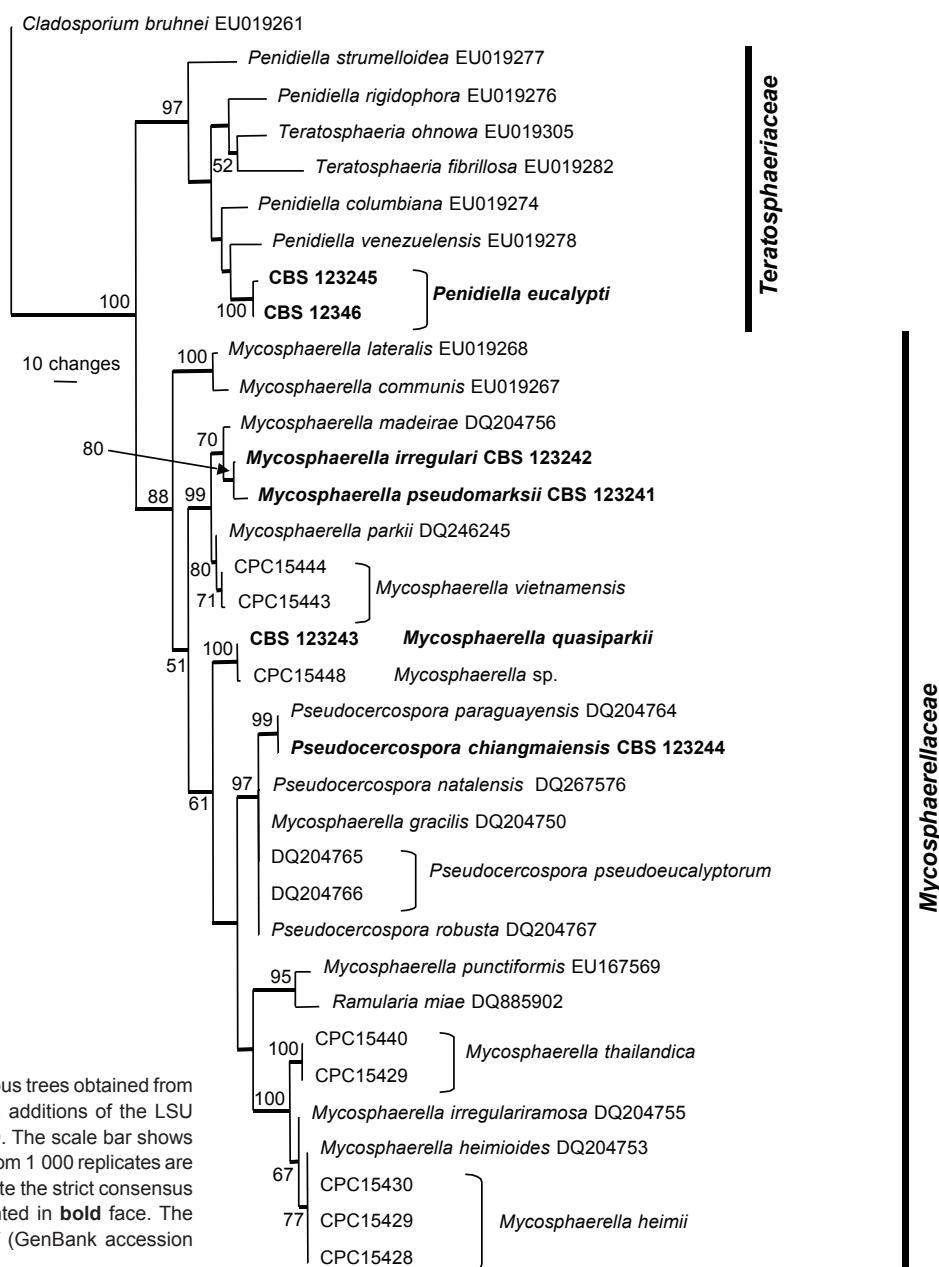 Cladosporium bruhnei EU019261
Penidiella strumelloidea EU019277
97
Penidiella rigidophora EU019276
Teratosphaeria ohnowa EU019305
52
Teratosphaeria fibrillosa EU019282
Penidiella columbiana EU019274
Penidiella venezuelensis EU019278
CBS 123245
Penidiella eucalypti
100
CBS 12346
100
Teratosphaeriaceae
10 changes
100
Mycosphaerella lateralis EU019268
Mycosphaerella communis EU019267
Mycosphaerella madeirae DQ204756
70
80
Mycosphaerella irregulari CBS 123242
Mycosphaerella pseudomarksii CBS 123241
88
99
Mycosphaerella parkii DQ246245
80
CPC15444
Mycosphaerella vietnamensis
71
CPC15443
CBS 123243 Mycosphaerella quasiparkii
100
51
CPC15448 Mycosphaerella sp.
Pseudocercospora paraguayensis DQ204764
99
Pseudocercospora chiangmaiensis CBS 123244
97
Pseudocercospora natalensis DQ267576
61
Mycosphaerella gracilis DQ204750
DQ204765
Pseudocercospora pseudoeucalyptorum
DQ204766
Pseudocercospora robusta DQ204767
Mycosphaerella punctiformis EU167569
95
Ramularia miae DQ885902
CPC15440
100
Mycosphaerella thailandica
CPC15429
100
Mycosphaerella irregulariramosa DQ204755
Mycosphaerella heimioides DQ204753
67
CPC15430
77
CPC15429
Mycosphaerella heimii
CPC15428
Mycosphaerellaceae
ous trees obtained from
additions of the LSU
. The scale bar shows
om 1 000 replicates are
te the strict consensus
nted in bold face. The
(GenBank accession